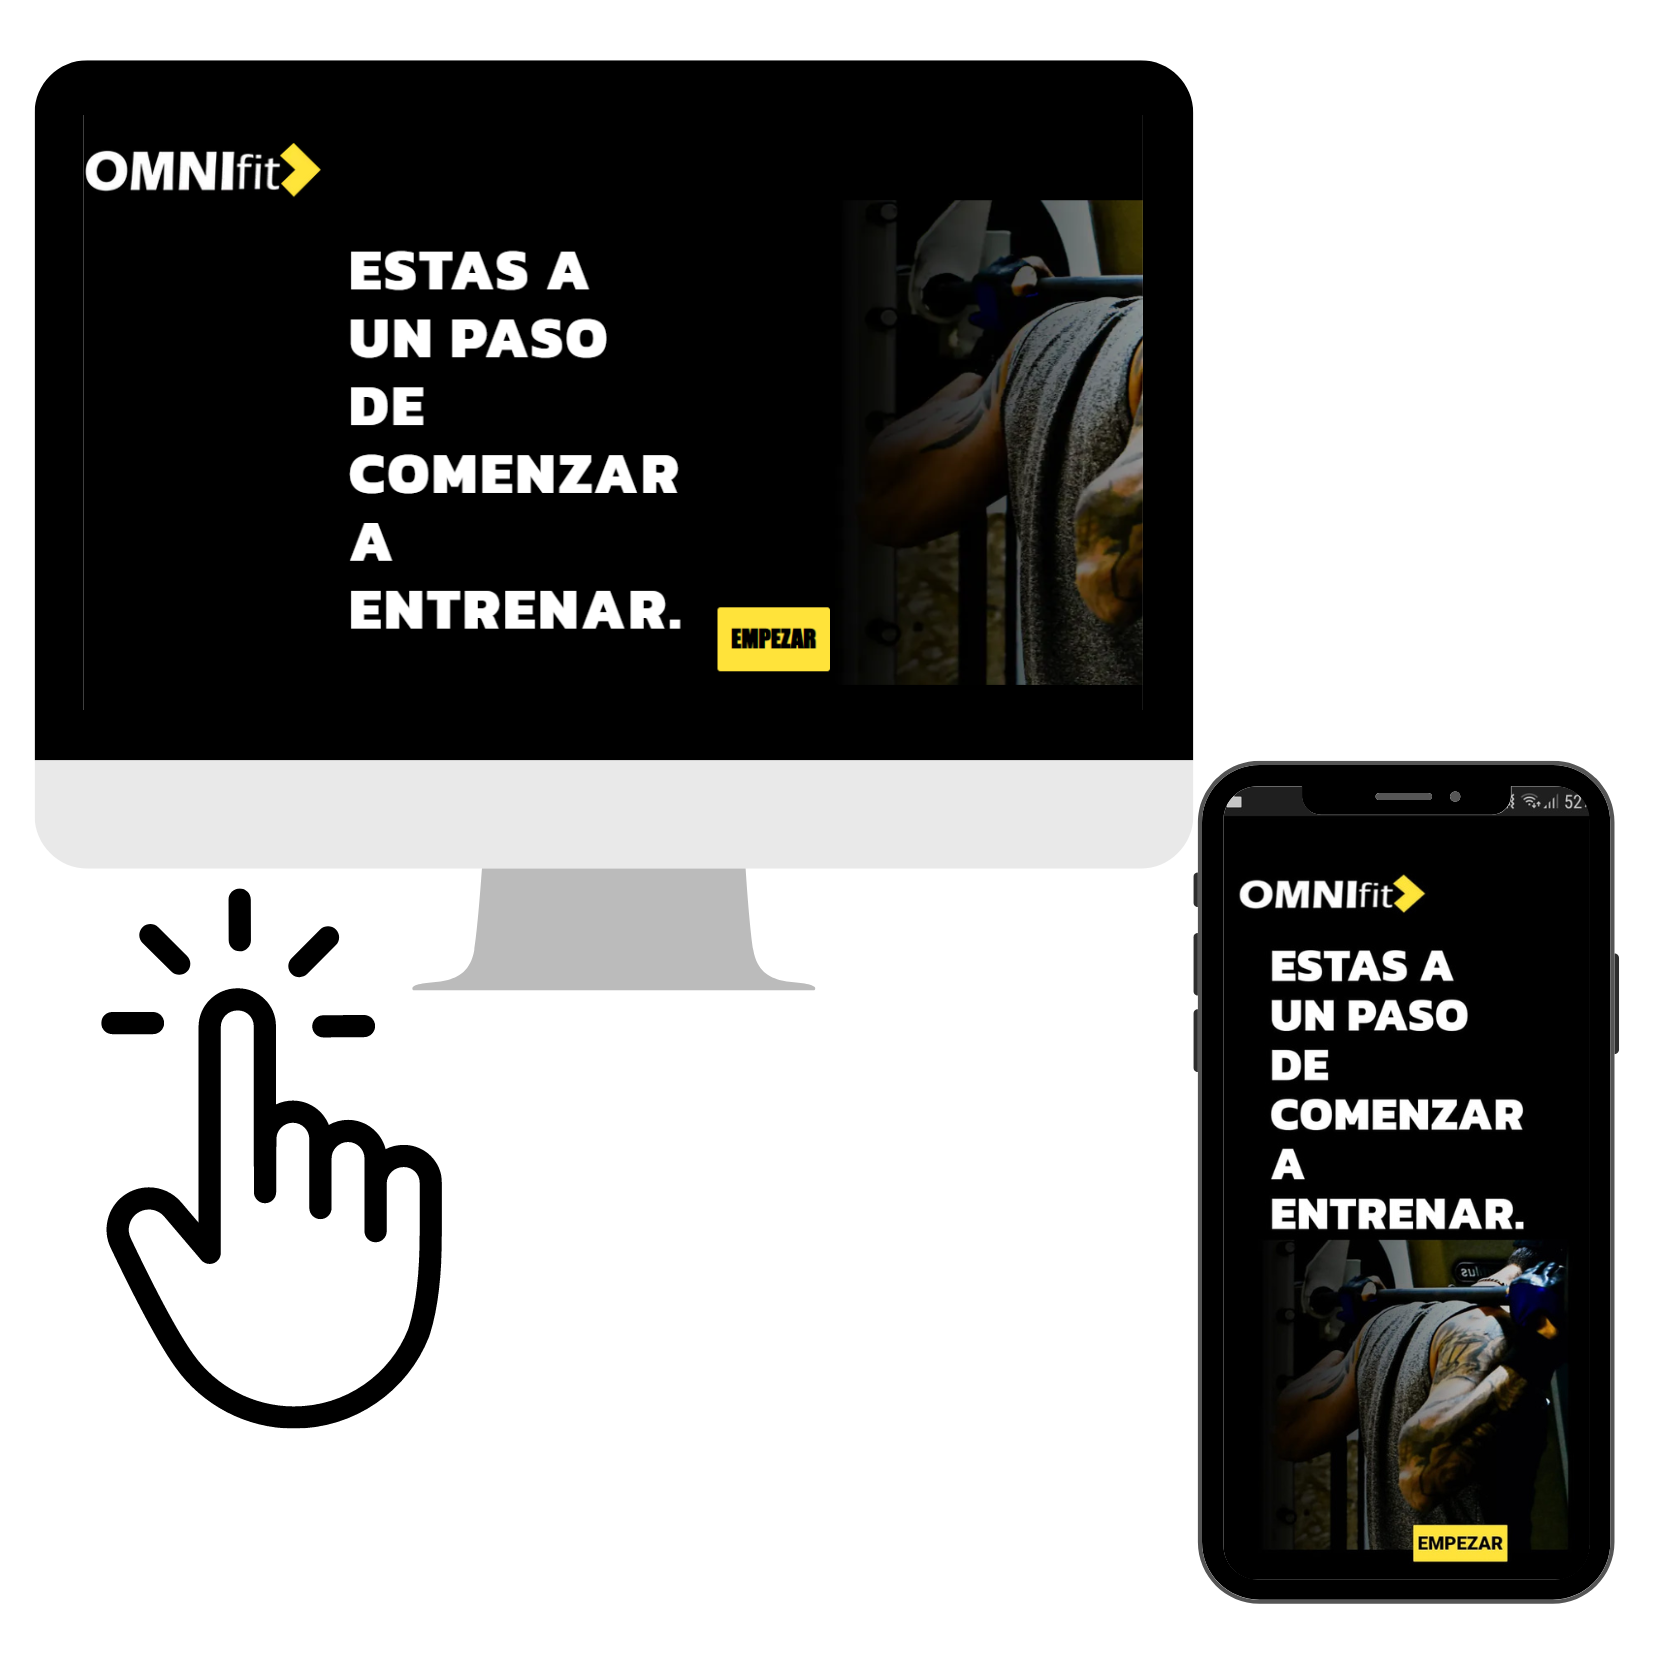 OMNIfit
ESTAS A
UN PASO
DE
COMENZAR
A
ENTRENAR.
EMPEZAR
52
OMNIfit
ESTAS A
UN PASO
DE
COMENZAR
A
ENTRENAR.
EMPEZAR